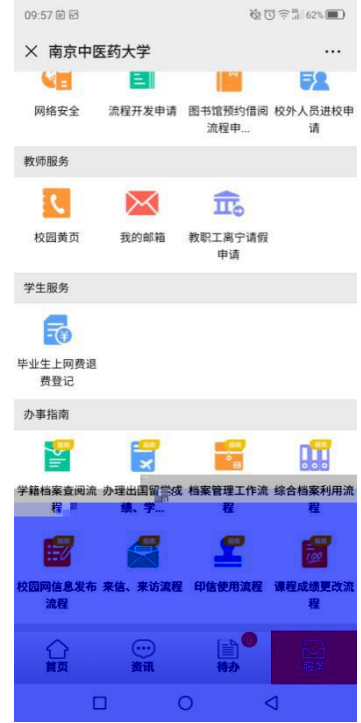 09:57
62%
南京中医药大学
网络安全 流程开发申请 图书馆预约借阅 校外人员进校申
流程申... 请
教师服务
校园黄页 我的邮箱 教职工离宁请假
申请
学生服务
毕业生上网费退
费登记
办事指南
指南 指南 指南 指南
学籍档案查阅流 办理出国留学成 档案管理工作流 综合档案利用流
程 绩、学... 程 程
指南 指南 指南 指南
校园网信息发布 来信、来访流程 印信使用流程 课程成绩更改流
流程 程
0
首页 资讯 待办 服务